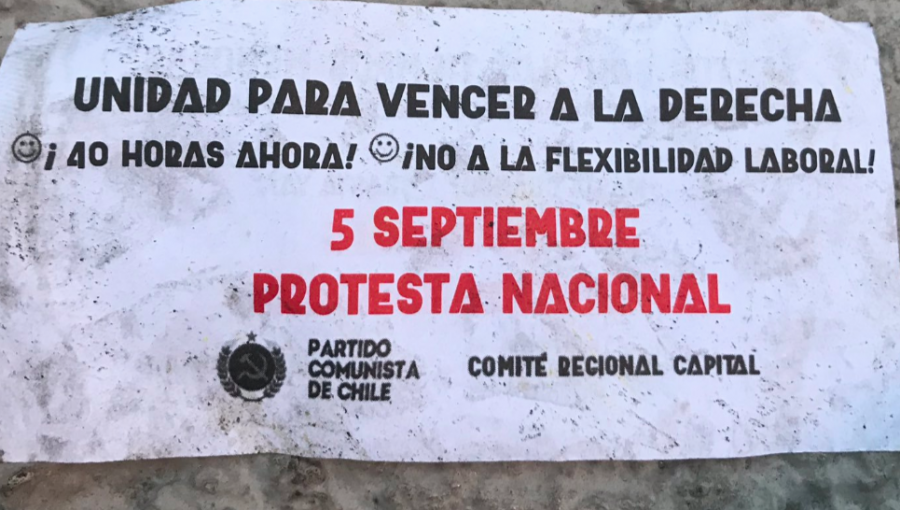 UNIDAD PARA VENCER A LA DERECHA
¡40 HORAS AHORA! ¡NO A LA FLEXIBILIDAD LABORAL!
5 SEPTIEMBRE
PROTESTA NACIONAL
PARTIDO
COMUNISTA
DE CHILE
COMITÉ REGIONAL CAPITAL